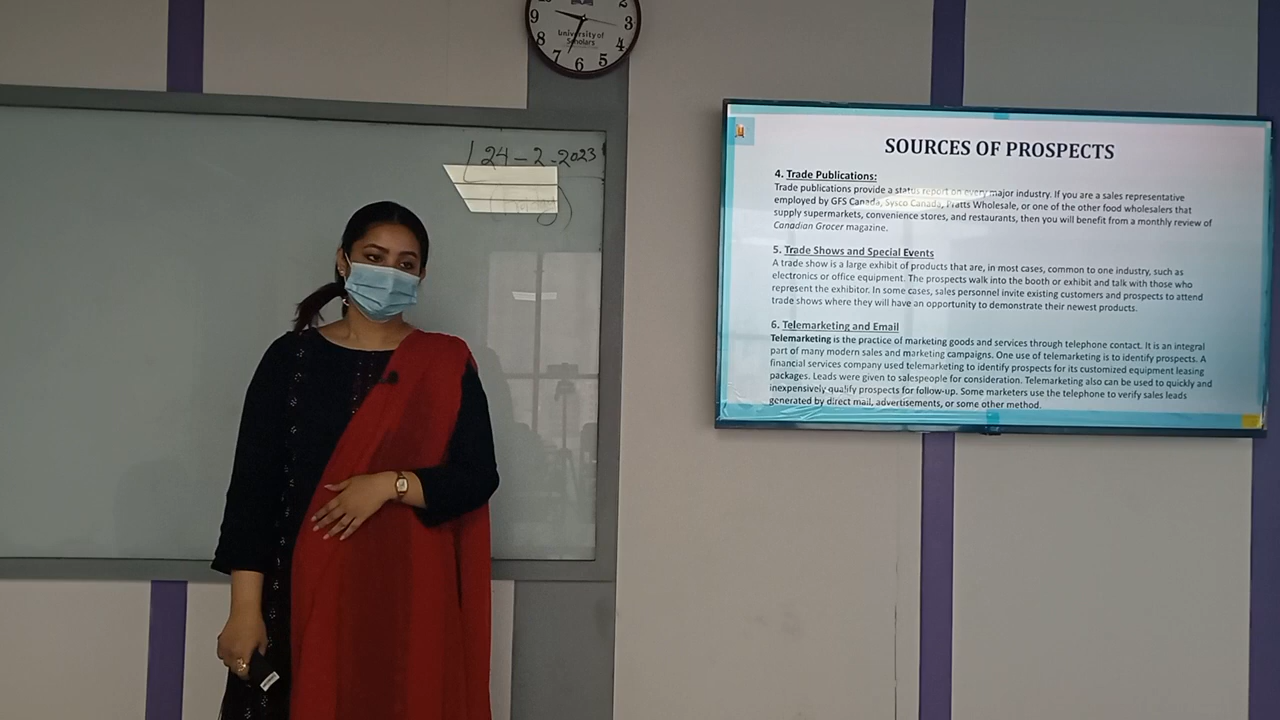 2
9
3
8
4
7
6
5
University of
Scholars
24-2-2023
SOURCES OF PROSPECTS
4. Trade Publications:
Trade publications provide a status report on every major industry. If you are a sales representative
employed by GFS Canada, Sysco Canada, Pratts Wholesale, or one of the other food wholesalers that
supply supermarkets, convenience stores, and restaurants, then you will benefit from a monthly review of
Canadian Grocer magazine.
5. Trade Shows and Special Events
A trade show is a large exhibit of products that are, in most cases, common to one industry, such as
electronics or office equipment. The prospects walk into the booth or exhibit and talk with those who
represent the exhibitor. In some cases, sales personnel invite existing customers and prospects to attend
trade shows where they will have an opportunity to demonstrate their newest products.
6. Telemarketing and Email
Telemarketing is the practice of marketing goods and services through telephone contact. It is an integral
part of many modern sales and marketing campaigns. One use of telemarketing is to identify prospects. A
financial services company used telemarketing to identify prospects for its customized equipment leasing
packages. Leads were given to salespeople for consideration. Telemarketing also can be used to quickly and
inexpensively qualify prospects for follow-up. Some marketers use the telephone to verify sales leads
generated by direct mail, advertisements, or some other method.